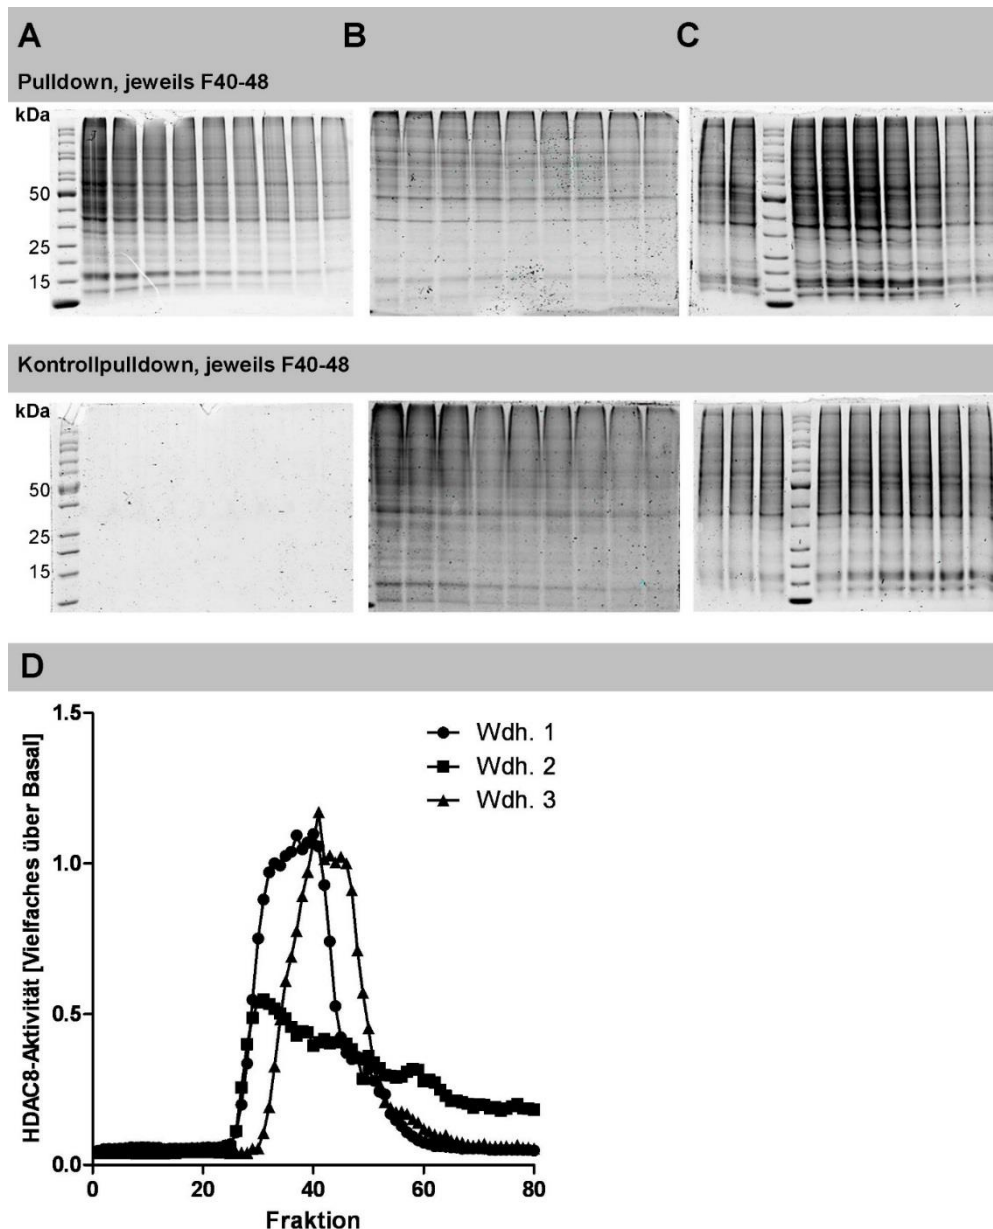 A B C
Pulldown, jeweils F40-48
kDa
50
25
15
Kontrollpulldown, jeweils F40-48
kDa
50
25
15
D
1.5
1.0
0.5
0.0
HDAC8-Aktivität [Vielfaches über Basal]
Wdh. 1
Wdh. 2
Wdh. 3
0 20 40 60 80
Fraktion